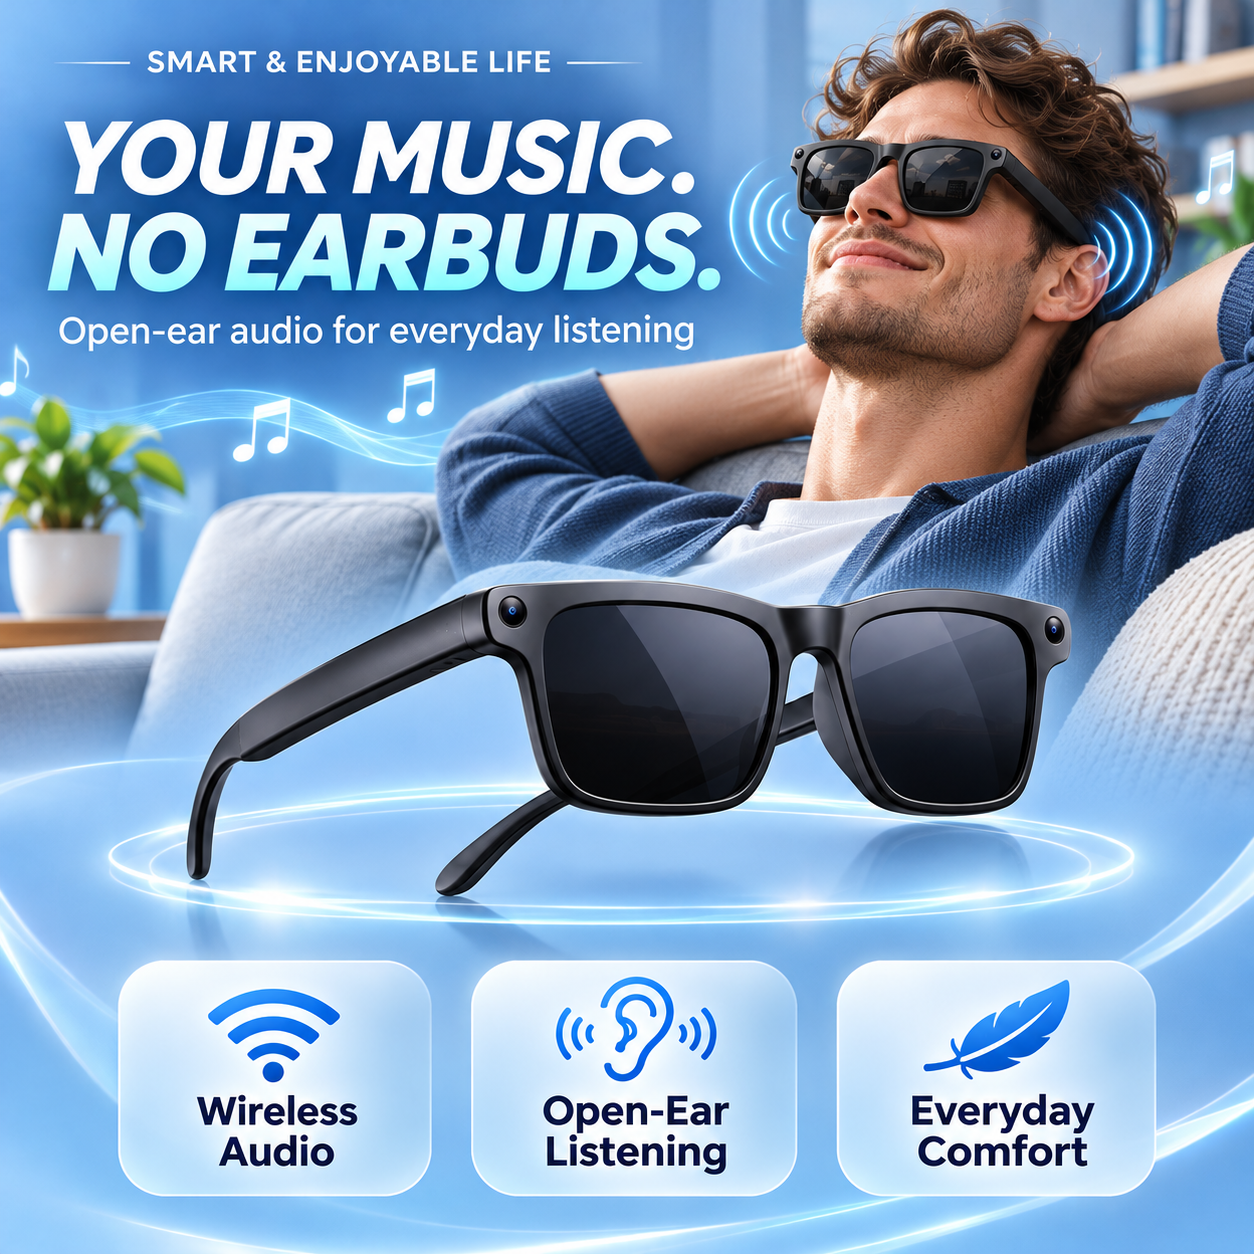 SMART & ENJOYABLE LIFE
YOUR MUSIC.
NO EARBUDS.
Open-ear audio for everyday listening
Wireless
Audio
Open-Ear
Listening
Everyday
Comfort